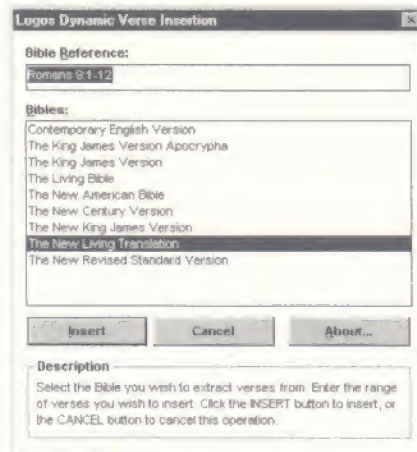 Logos Dynamic Verse Insertion
Bible Reference:
Romans 9:1-12
Bibles:
Contemporary English Version
The King James Version Apocrypha
The King James Version
The Living Bible
The New American Bible
The New Century Version
The New King James Version
The New Living Translation
The New Revised Standard Version
Insert
Cancel
About...
Description
Select the Bible you wish to extract verses from. Enter the range
of verses you wish to insert. Click the INSERT button to insert, or
the CANCEL button to cancel this operation.